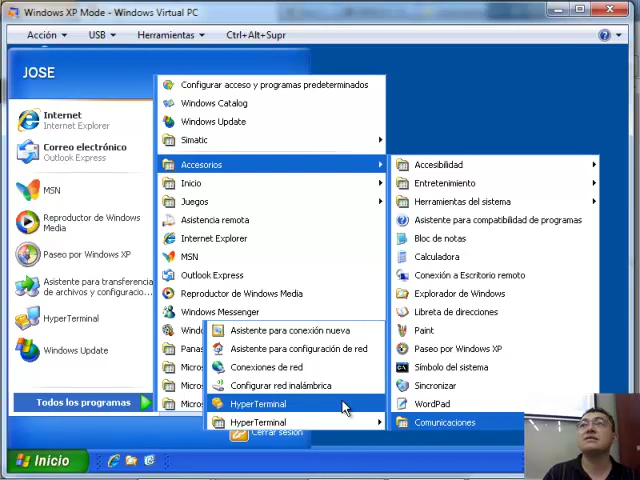 Windows XP Mode - Windows Virtual PC
Acción USB Herramientas Ctrl+Alt+Supr
JOSE
Internet
Internet Explorer
Correo electrónico
Outlook Express
MSN
Reproductor de Windows
Media
Paseo por Windows XP
Asistente para transferencia
de archivos y configuracio...
HyperTerminal
Windows Update
Todos los programas
Configurar acceso y programas predeterminados
Windows Catalog
Windows Update
Simatic
Accesorios
Inicio
Juegos
Asistencia remota
Internet Explorer
MSN
Outlook Express
Reproductor de Windows Media
Windows Messenger
Asistente para conexión nueva
Asistente para configuración de red
Conexiones de red
Configurar red inalámbrica
HyperTerminal
HyperTerminal
Accesibilidad
Entretenimiento
Herramientas del sistema
Asistente para compatibilidad de programas
Bloc de notas
Calculadora
Conexión a Escritorio remoto
Explorador de Windows
Libreta de direcciones
Paint
Paseo por Windows XP
Símbolo del sistema
Sincronizar
WordPad
Comunicaciones
Cerrar sesión
Inicio